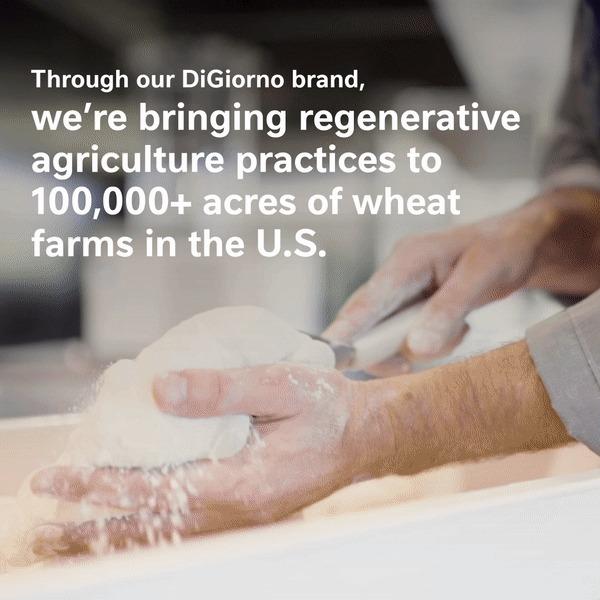 Through our DiGiorno brand,
we’re bringing regenerative
agriculture practices to
100,000+ acres of wheat
farms in the U.S.